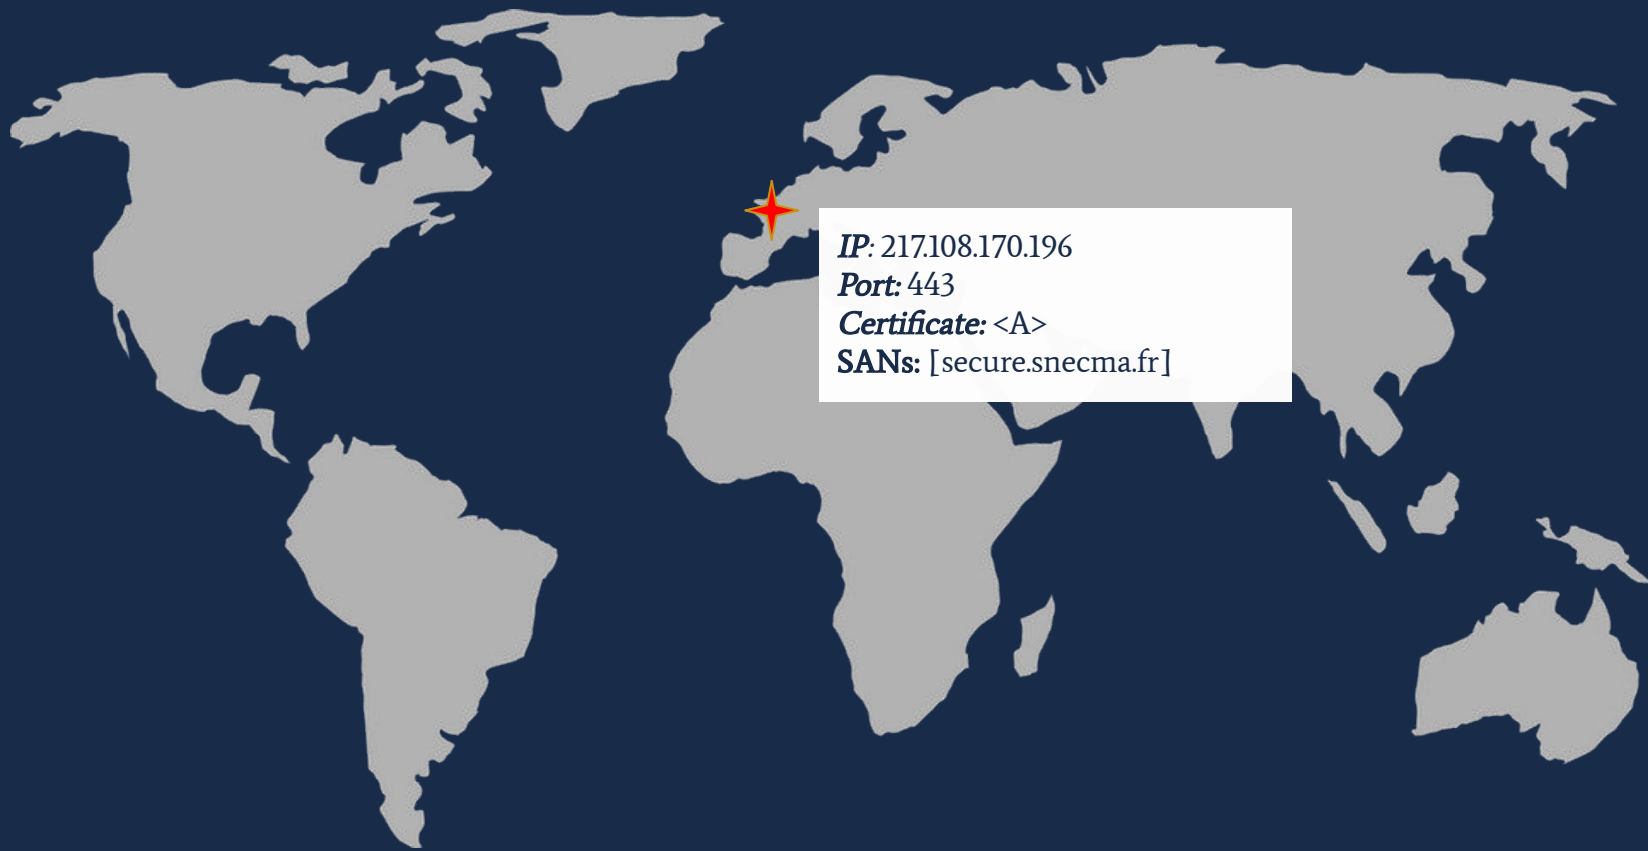 IP: 217.108.170.196
Port: 443
Certificate: <A>
SANs: [secure.snecma.fr]